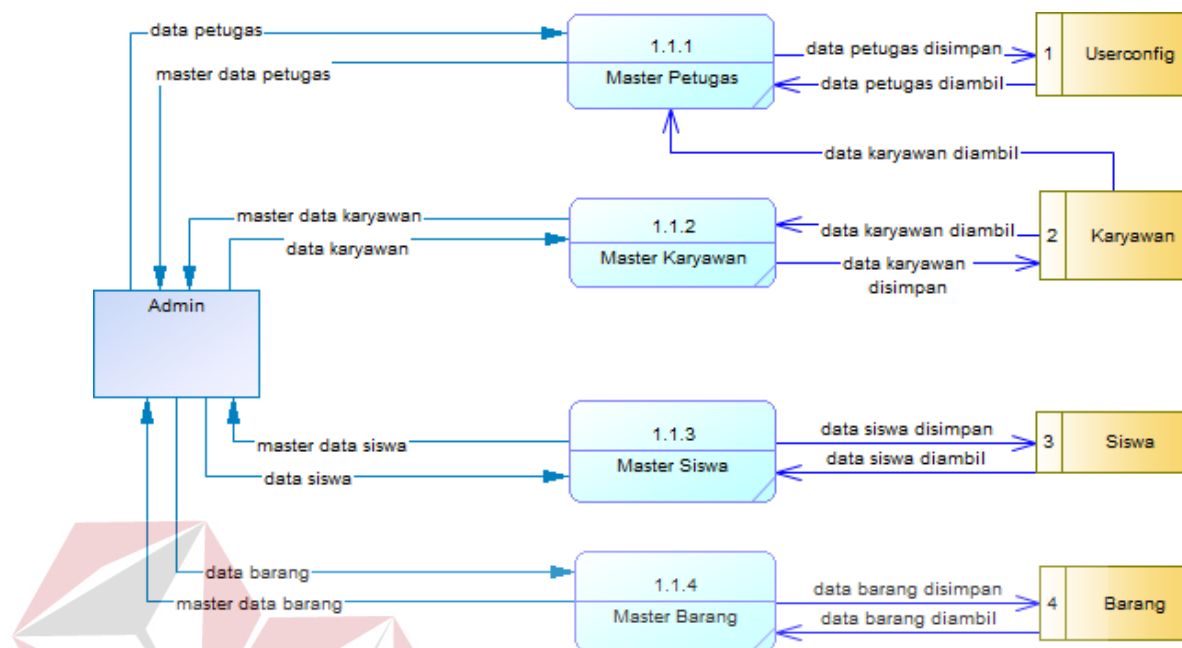 data petugas
master data petugas
1.1.1
Master Petugas
data petugas disimpan
data petugas diambil
1
Userconfig
data karyawan diambil
master data karyawan
data karyawan
1.1.2
Master Karyawan
data karyawan diambil
data karyawan
disimpan
2
Karyawan
Admin
master data siswa
data siswa
1.1.3
Master Siswa
data siswa disimpan
data siswa diambil
3
Siswa
data barang
master data barang
1.1.4
Master Barang
data barang disimpan
data barang diambil
4
Barang